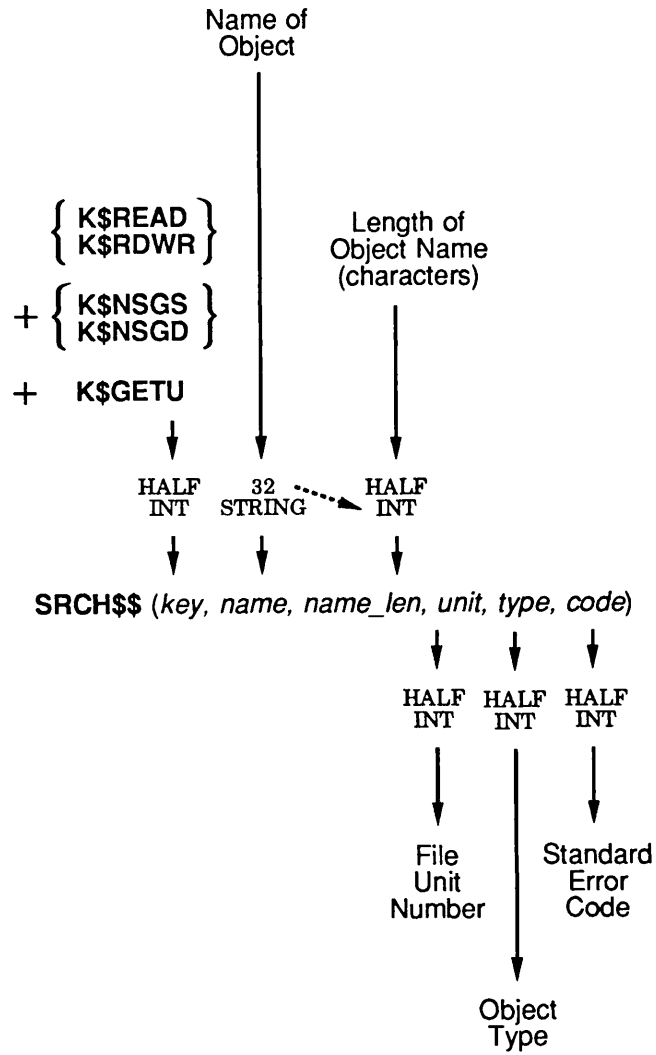 Name of
Object
K$READ
K$RDWR
Length of
Object Name
(characters)
+ K$NSGS
K$NSGD
+ K$GETU
HALF
INT
32
STRING
HALF
INT
SRCH$$ (key, name, name_len, unit, type, code)
HALF
INT
HALF
INT
HALF
INT
File
Unit
Number
Standard
Error
Code
Object
Type